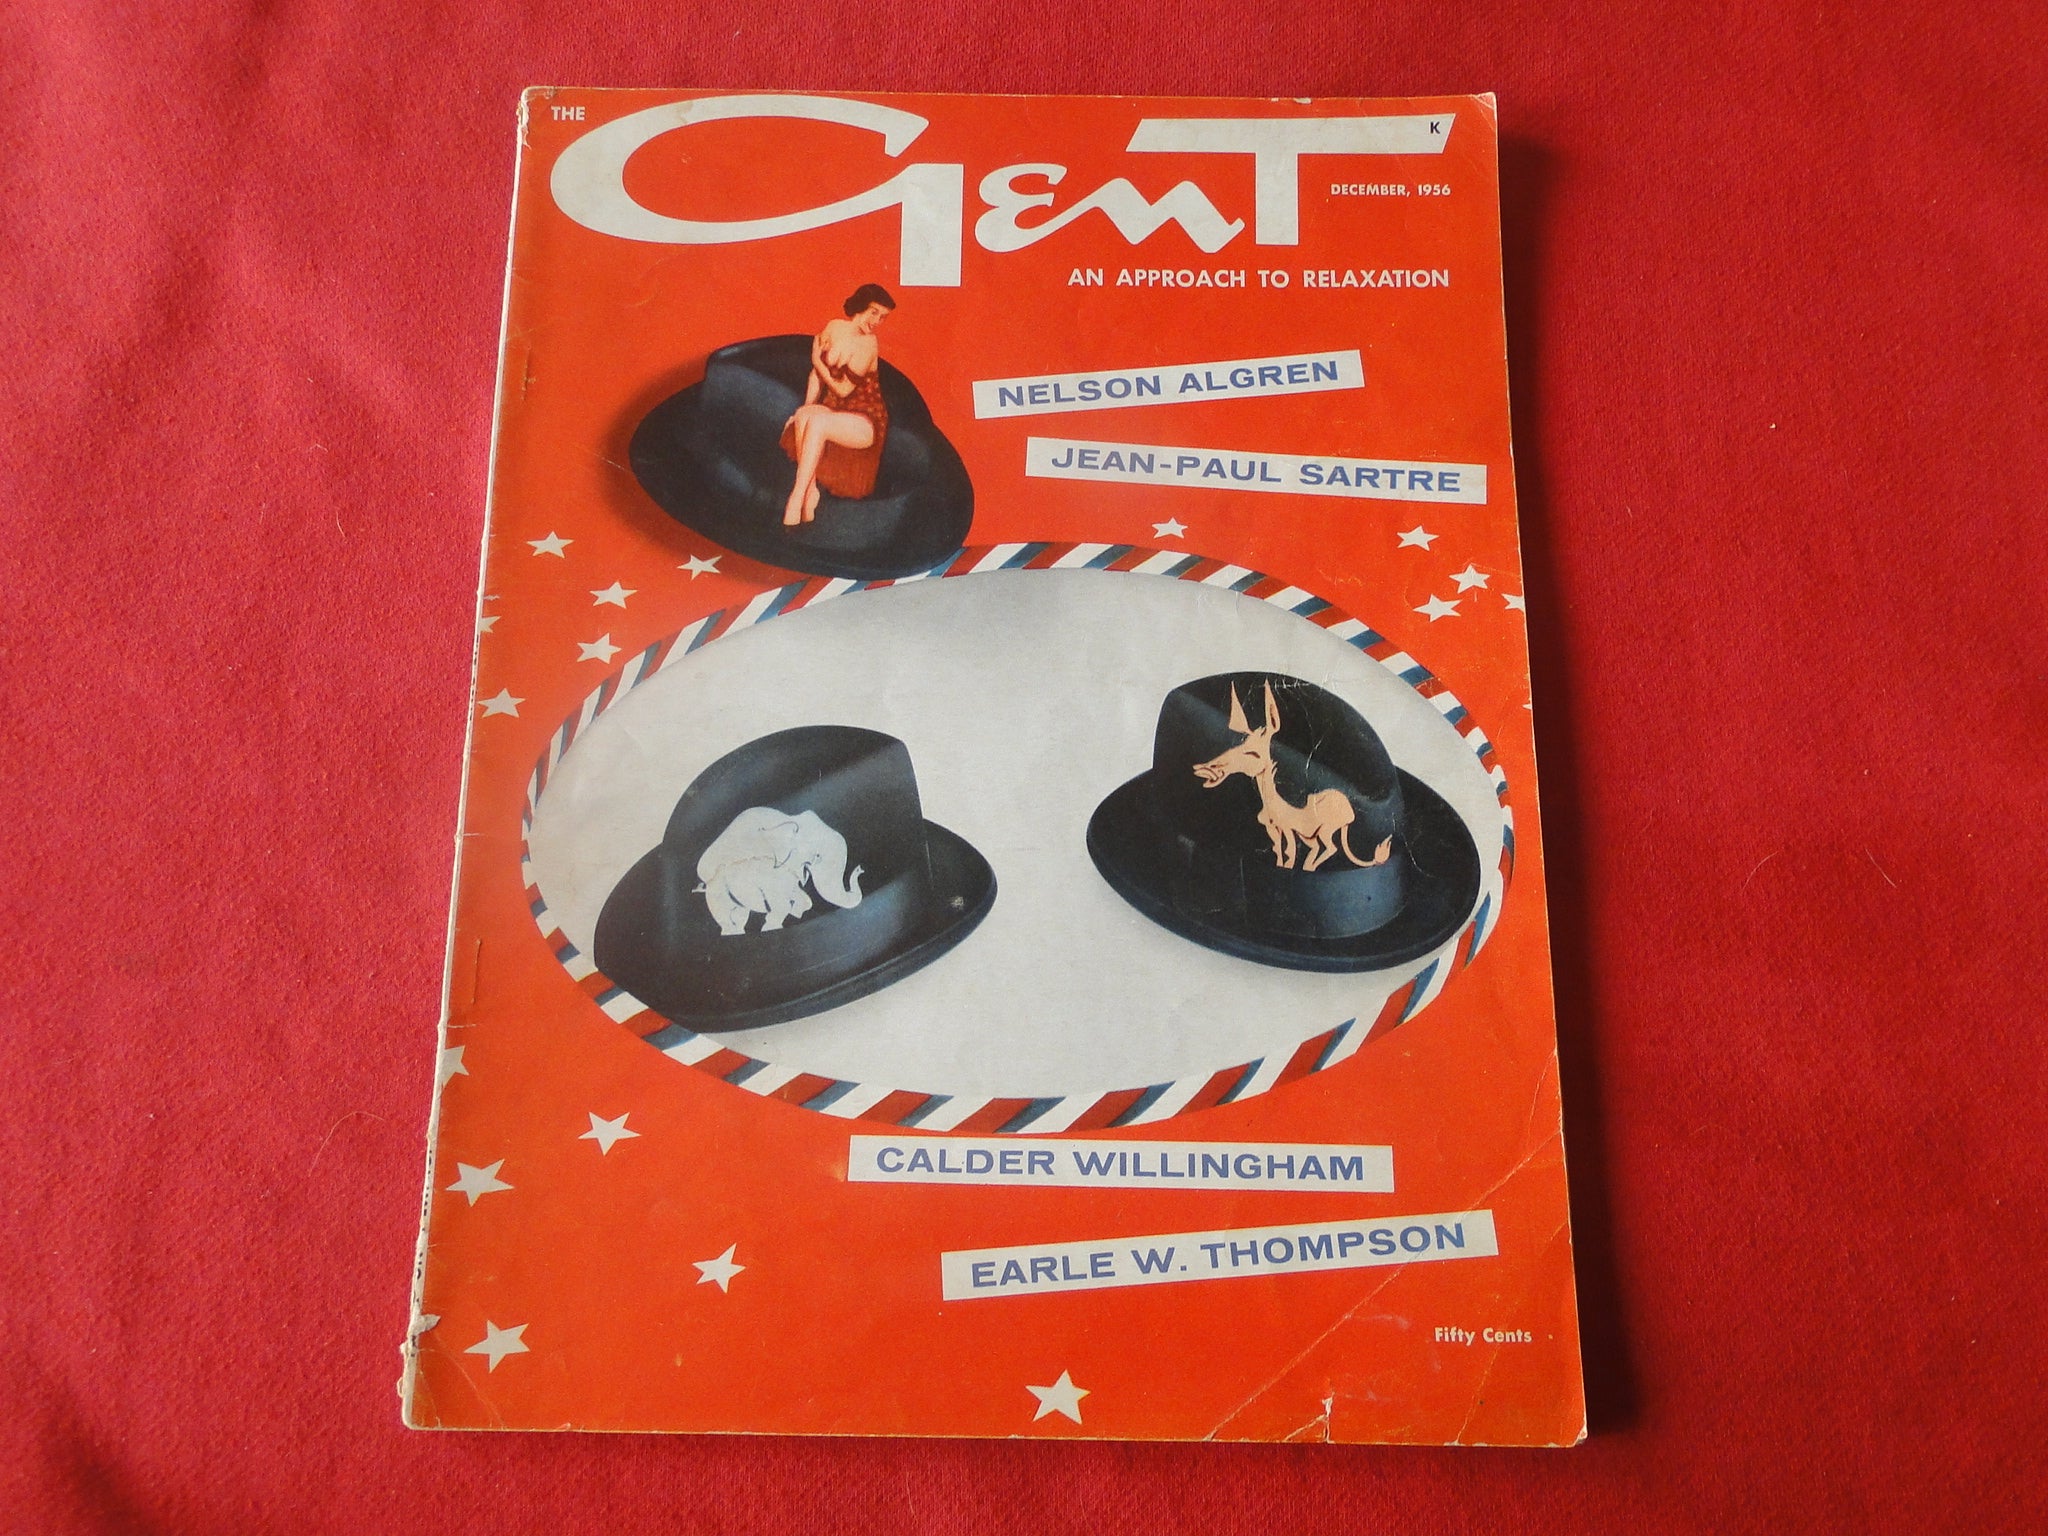 THE
GENT
K
DECEMBER, 1956
AN APPROACH TO RELAXATION
NELSON ALGREN
JEAN-PAUL SARTRE
CALDER WILLINGHAM
EARLE W. THOMPSON
Fifty Cents